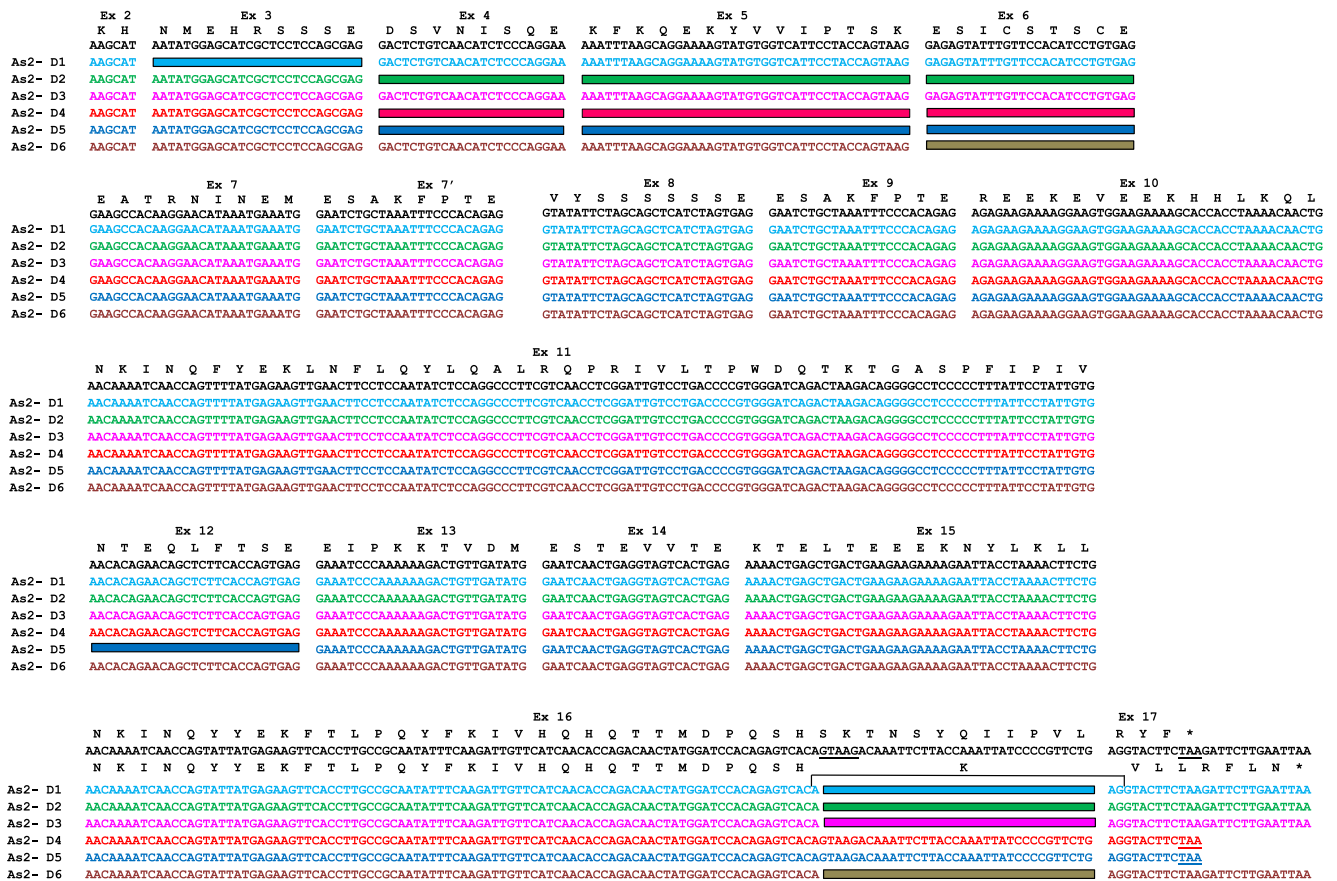 Ex 2 Ex 3 Ex 4 Ex 5 Ex 6
K H N M E H R S S S E D S V N I S Q E K F K Q E K Y V V I P T S K E S I C S T S C E
AAGCAT AATATGGAGCATCGCTCCTCCAGCGAG GACTCTGTCAACATCTCCCAGGAA AAATTTAAGCAGGAAAAGTATGTGGTCATTCCTACCAGTAAG GAGAGTATTTGTTCCACATCCTGTGAG
As2- D1 AAGCAT GACTCTGTCAACATCTCCCAGGAA AAATTTAAGCAGGAAAAGTATGTGGTCATTCCTACCAGTAAG GAGAGTATTTGTTCCACATCCTGTGAG
As2- D2 AAGCAT AATATGGAGCATCGCTCCTCCAGCGAG
As2- D3 AAGCAT AATATGGAGCATCGCTCCTCCAGCGAG GACTCTGTCAACATCTCCCAGGAA AAATTTAAGCAGGAAAAGTATGTGGTCATTCCTACCAGTAAG GAGAGTATTTGTTCCACATCCTGTGAG
As2- D4 AAGCAT AATATGGAGCATCGCTCCTCCAGCGAG
As2- D5 AAGCAT AATATGGAGCATCGCTCCTCCAGCGAG
As2- D6 AAGCAT AATATGGAGCATCGCTCCTCCAGCGAG GACTCTGTCAACATCTCCCAGGAA AAATTTAAGCAGGAAAAGTATGTGGTCATTCCTACCAGTAAG
Ex 7 Ex 7' Ex 8 Ex 9 Ex 10
E A T R N I N E M E S A K F P T E V Y S S S S S S E E S A K F P T E R E E K E V E E K H H L K Q L
GAAGCCACAAGGAACATAAATGAAATG GAATCTGCTAAATTTCCCACAGAG GTATATTCTAGCAGCTCATCTAGTGAG GAATCTGCTAAATTTCCCACAGAG AGAGAAGAAAAGGAAGTGGAAGAAAAGCACCACCTAAAACAACTG
As2- D1 GAAGCCACAAGGAACATAAATGAAATG GAATCTGCTAAATTTCCCACAGAG GTATATTCTAGCAGCTCATCTAGTGAG GAATCTGCTAAATTTCCCACAGAG AGAGAAGAAAAGGAAGTGGAAGAAAAGCACCACCTAAAACAACTG
As2- D2 GAAGCCACAAGGAACATAAATGAAATG GAATCTGCTAAATTTCCCACAGAG GTATATTCTAGCAGCTCATCTAGTGAG GAATCTGCTAAATTTCCCACAGAG AGAGAAGAAAAGGAAGTGGAAGAAAAGCACCACCTAAAACAACTG
As2- D3 GAAGCCACAAGGAACATAAATGAAATG GAATCTGCTAAATTTCCCACAGAG GTATATTCTAGCAGCTCATCTAGTGAG GAATCTGCTAAATTTCCCACAGAG AGAGAAGAAAAGGAAGTGGAAGAAAAGCACCACCTAAAACAACTG
As2- D4 GAAGCCACAAGGAACATAAATGAAATG GAATCTGCTAAATTTCCCACAGAG GTATATTCTAGCAGCTCATCTAGTGAG GAATCTGCTAAATTTCCCACAGAG AGAGAAGAAAAGGAAGTGGAAGAAAAGCACCACCTAAAACAACTG
As2- D5 GAAGCCACAAGGAACATAAATGAAATG GAATCTGCTAAATTTCCCACAGAG GTATATTCTAGCAGCTCATCTAGTGAG GAATCTGCTAAATTTCCCACAGAG AGAGAAGAAAAGGAAGTGGAAGAAAAGCACCACCTAAAACAACTG
As2- D6 GAAGCCACAAGGAACATAAATGAAATG GAATCTGCTAAATTTCCCACAGAG GTATATTCTAGCAGCTCATCTAGTGAG GAATCTGCTAAATTTCCCACAGAG AGAGAAGAAAAGGAAGTGGAAGAAAAGCACCACCTAAAACAACTG
Ex 11
N K I N Q F Y E K L N F L Q Y L Q A L R Q P R I V L T P W D Q T K T G A S P F I P I V
AACAAAATCAACCAGTTTTATGAGAAGTTGAACTTCCTCCAATATCTCCAGGCCCTTCGTCAACCTCGGATTGTCCTGACCCCGTGGGATCAGACTAAGACAGGGGCCTCCCCCTTTATTCCTATTGTG
As2- D1 AACAAAATCAACCAGTTTTATGAGAAGTTGAACTTCCTCCAATATCTCCAGGCCCTTCGTCAACCTCGGATTGTCCTGACCCCGTGGGATCAGACTAAGACAGGGGCCTCCCCCTTTATTCCTATTGTG
As2- D2 AACAAAATCAACCAGTTTTATGAGAAGTTGAACTTCCTCCAATATCTCCAGGCCCTTCGTCAACCTCGGATTGTCCTGACCCCGTGGGATCAGACTAAGACAGGGGCCTCCCCCTTTATTCCTATTGTG
As2- D3 AACAAAATCAACCAGTTTTATGAGAAGTTGAACTTCCTCCAATATCTCCAGGCCCTTCGTCAACCTCGGATTGTCCTGACCCCGTGGGATCAGACTAAGACAGGGGCCTCCCCCTTTATTCCTATTGTG
As2- D4 AACAAAATCAACCAGTTTTATGAGAAGTTGAACTTCCTCCAATATCTCCAGGCCCTTCGTCAACCTCGGATTGTCCTGACCCCGTGGGATCAGACTAAGACAGGGGCCTCCCCCTTTATTCCTATTGTG
As2- D5 AACAAAATCAACCAGTTTTATGAGAAGTTGAACTTCCTCCAATATCTCCAGGCCCTTCGTCAACCTCGGATTGTCCTGACCCCGTGGGATCAGACTAAGACAGGGGCCTCCCCCTTTATTCCTATTGTG
As2- D6 AACAAAATCAACCAGTTTTATGAGAAGTTGAACTTCCTCCAATATCTCCAGGCCCTTCGTCAACCTCGGATTGTCCTGACCCCGTGGGATCAGACTAAGACAGGGGCCTCCCCCTTTATTCCTATTGTG
Ex 12 Ex 13 Ex 14 Ex 15
N T E Q L F T S E E I P K K T V D M E S T E V V T E K T E L T E E E K N Y L K L L
AACACAGAACAGCTCTTCACCAGTGAG GAAATCCCAAAAAAGACTGTTGATATG GAATCAACTGAGGTAGTCACTGAG AAAACTGAGCTGACTGAAGAAGAAAAGAATTACCTAAAACTTCTG
As2- D1 AACACAGAACAGCTCTTCACCAGTGAG GAAATCCCAAAAAAGACTGTTGATATG GAATCAACTGAGGTAGTCACTGAG AAAACTGAGCTGACTGAAGAAGAAAAGAATTACCTAAAACTTCTG
As2- D2 AACACAGAACAGCTCTTCACCAGTGAG GAAATCCCAAAAAAGACTGTTGATATG GAATCAACTGAGGTAGTCACTGAG AAAACTGAGCTGACTGAAGAAGAAAAGAATTACCTAAAACTTCTG
As2- D3 AACACAGAACAGCTCTTCACCAGTGAG GAAATCCCAAAAAAGACTGTTGATATG GAATCAACTGAGGTAGTCACTGAG AAAACTGAGCTGACTGAAGAAGAAAAGAATTACCTAAAACTTCTG
As2- D4 AACACAGAACAGCTCTTCACCAGTGAG GAAATCCCAAAAAAGACTGTTGATATG GAATCAACTGAGGTAGTCACTGAG AAAACTGAGCTGACTGAAGAAGAAAAGAATTACCTAAAACTTCTG
As2- D5 GAAATCCCAAAAAAGACTGTTGATATG GAATCAACTGAGGTAGTCACTGAG AAAACTGAGCTGACTGAAGAAGAAAAGAATTACCTAAAACTTCTG
As2- D6 AACACAGAACAGCTCTTCACCAGTGAG GAAATCCCAAAAAAGACTGTTGATATG GAATCAACTGAGGTAGTCACTGAG AAAACTGAGCTGACTGAAGAAGAAAAGAATTACCTAAAACTTCTG
Ex 16 Ex 17
N K I N Q Y Y E K F T L P Q Y F K I V H Q H Q T T M D P Q S H S K T N S Y Q I I P V L R Y F *
AACAAAATCAACCAGTATTATGAGAAGTTCACCTTGCCGCAATATTTCAAGATTGTTCATCAACACCAGACAACTATGGATCCACAGAGTCACAGTAAGACAAATTCTTACCAAATTATCCCCGTTCTG AGGTACTTCTAAGATTCTTGAATTAA
N K I N Q Y Y E K F T L P Q Y F K I V H Q H Q T T M D P Q S H K V L L R F L N *
As2- D1 AACAAAATCAACCAGTATTATGAGAAGTTCACCTTGCCGCAATATTTCAAGATTGTTCATCAACACCAGACAACTATGGATCCACAGAGTCACA AGGTACTTCTAAGATTCTTGAATTAA
As2- D2 AACAAAATCAACCAGTATTATGAGAAGTTCACCTTGCCGCAATATTTCAAGATTGTTCATCAACACCAGACAACTATGGATCCACAGAGTCACA AGGTACTTCTAAGATTCTTGAATTAA
As2- D3 AACAAAATCAACCAGTATTATGAGAAGTTCACCTTGCCGCAATATTTCAAGATTGTTCATCAACACCAGACAACTATGGATCCACAGAGTCACA AGGTACTTCTAAGATTCTTGAATTAA
As2- D4 AACAAAATCAACCAGTATTATGAGAAGTTCACCTTGCCGCAATATTTCAAGATTGTTCATCAACACCAGACAACTATGGATCCACAGAGTCACAGTAAGACAAATTCTTACCAAATTATCCCCGTTCTG AGGTACTTCTAA
As2- D5 AACAAAATCAACCAGTATTATGAGAAGTTCACCTTGCCGCAATATTTCAAGATTGTTCATCAACACCAGACAACTATGGATCCACAGAGTCACAGTAAGACAAATTCTTACCAAATTATCCCCGTTCTG AGGTACTTCTAA
As2- D6 AACAAAATCAACCAGTATTATGAGAAGTTCACCTTGCCGCAATATTTCAAGATTGTTCATCAACACCAGACAACTATGGATCCACAGAGTCACA AGGTACTTCTAAGATTCTTGAATTAA